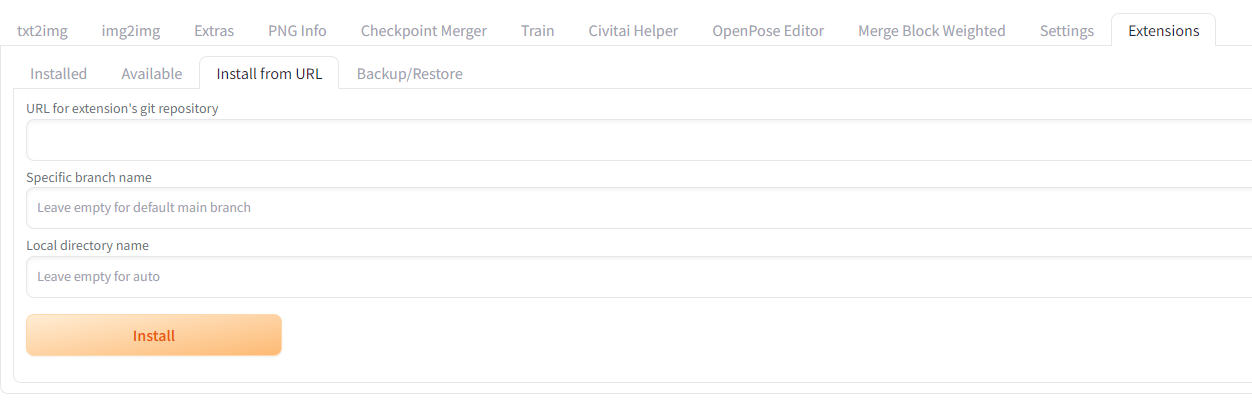 txt2img img2img Extras PNG Info Checkpoint Merger Train Civitai Helper OpenPose Editor Merge Block Weighted Settings Extensions
Installed Available Install from URL Backup/Restore
URL for extension's git repository
Specific branch name
Leave empty for default main branch
Local directory name
Leave empty for auto
Install